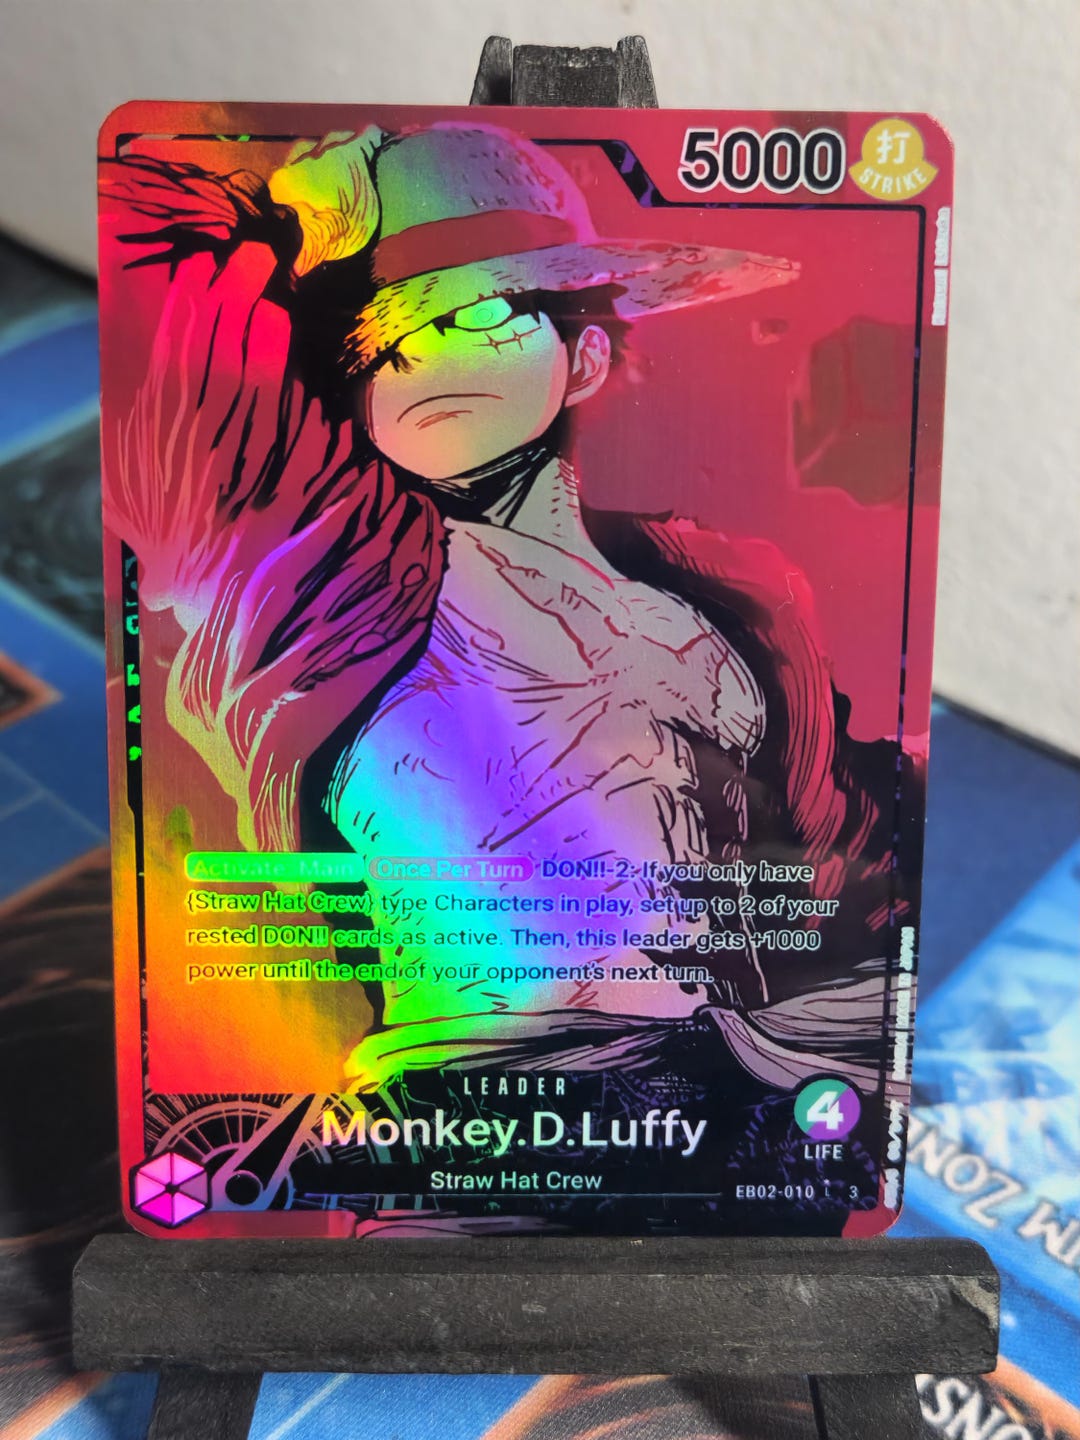 5000
打
STRIKE
Activate: Main Once Per Turn DON!!-2: If you only have
{Straw Hat Crew} type Characters in play, set up to 2 of your
rested DON!! cards as active. Then, this leader gets +1000
power until the end of your opponent's next turn.
LEADER
Monkey.D.Luffy
Straw Hat Crew
4
LIFE
EB02-010 L 3